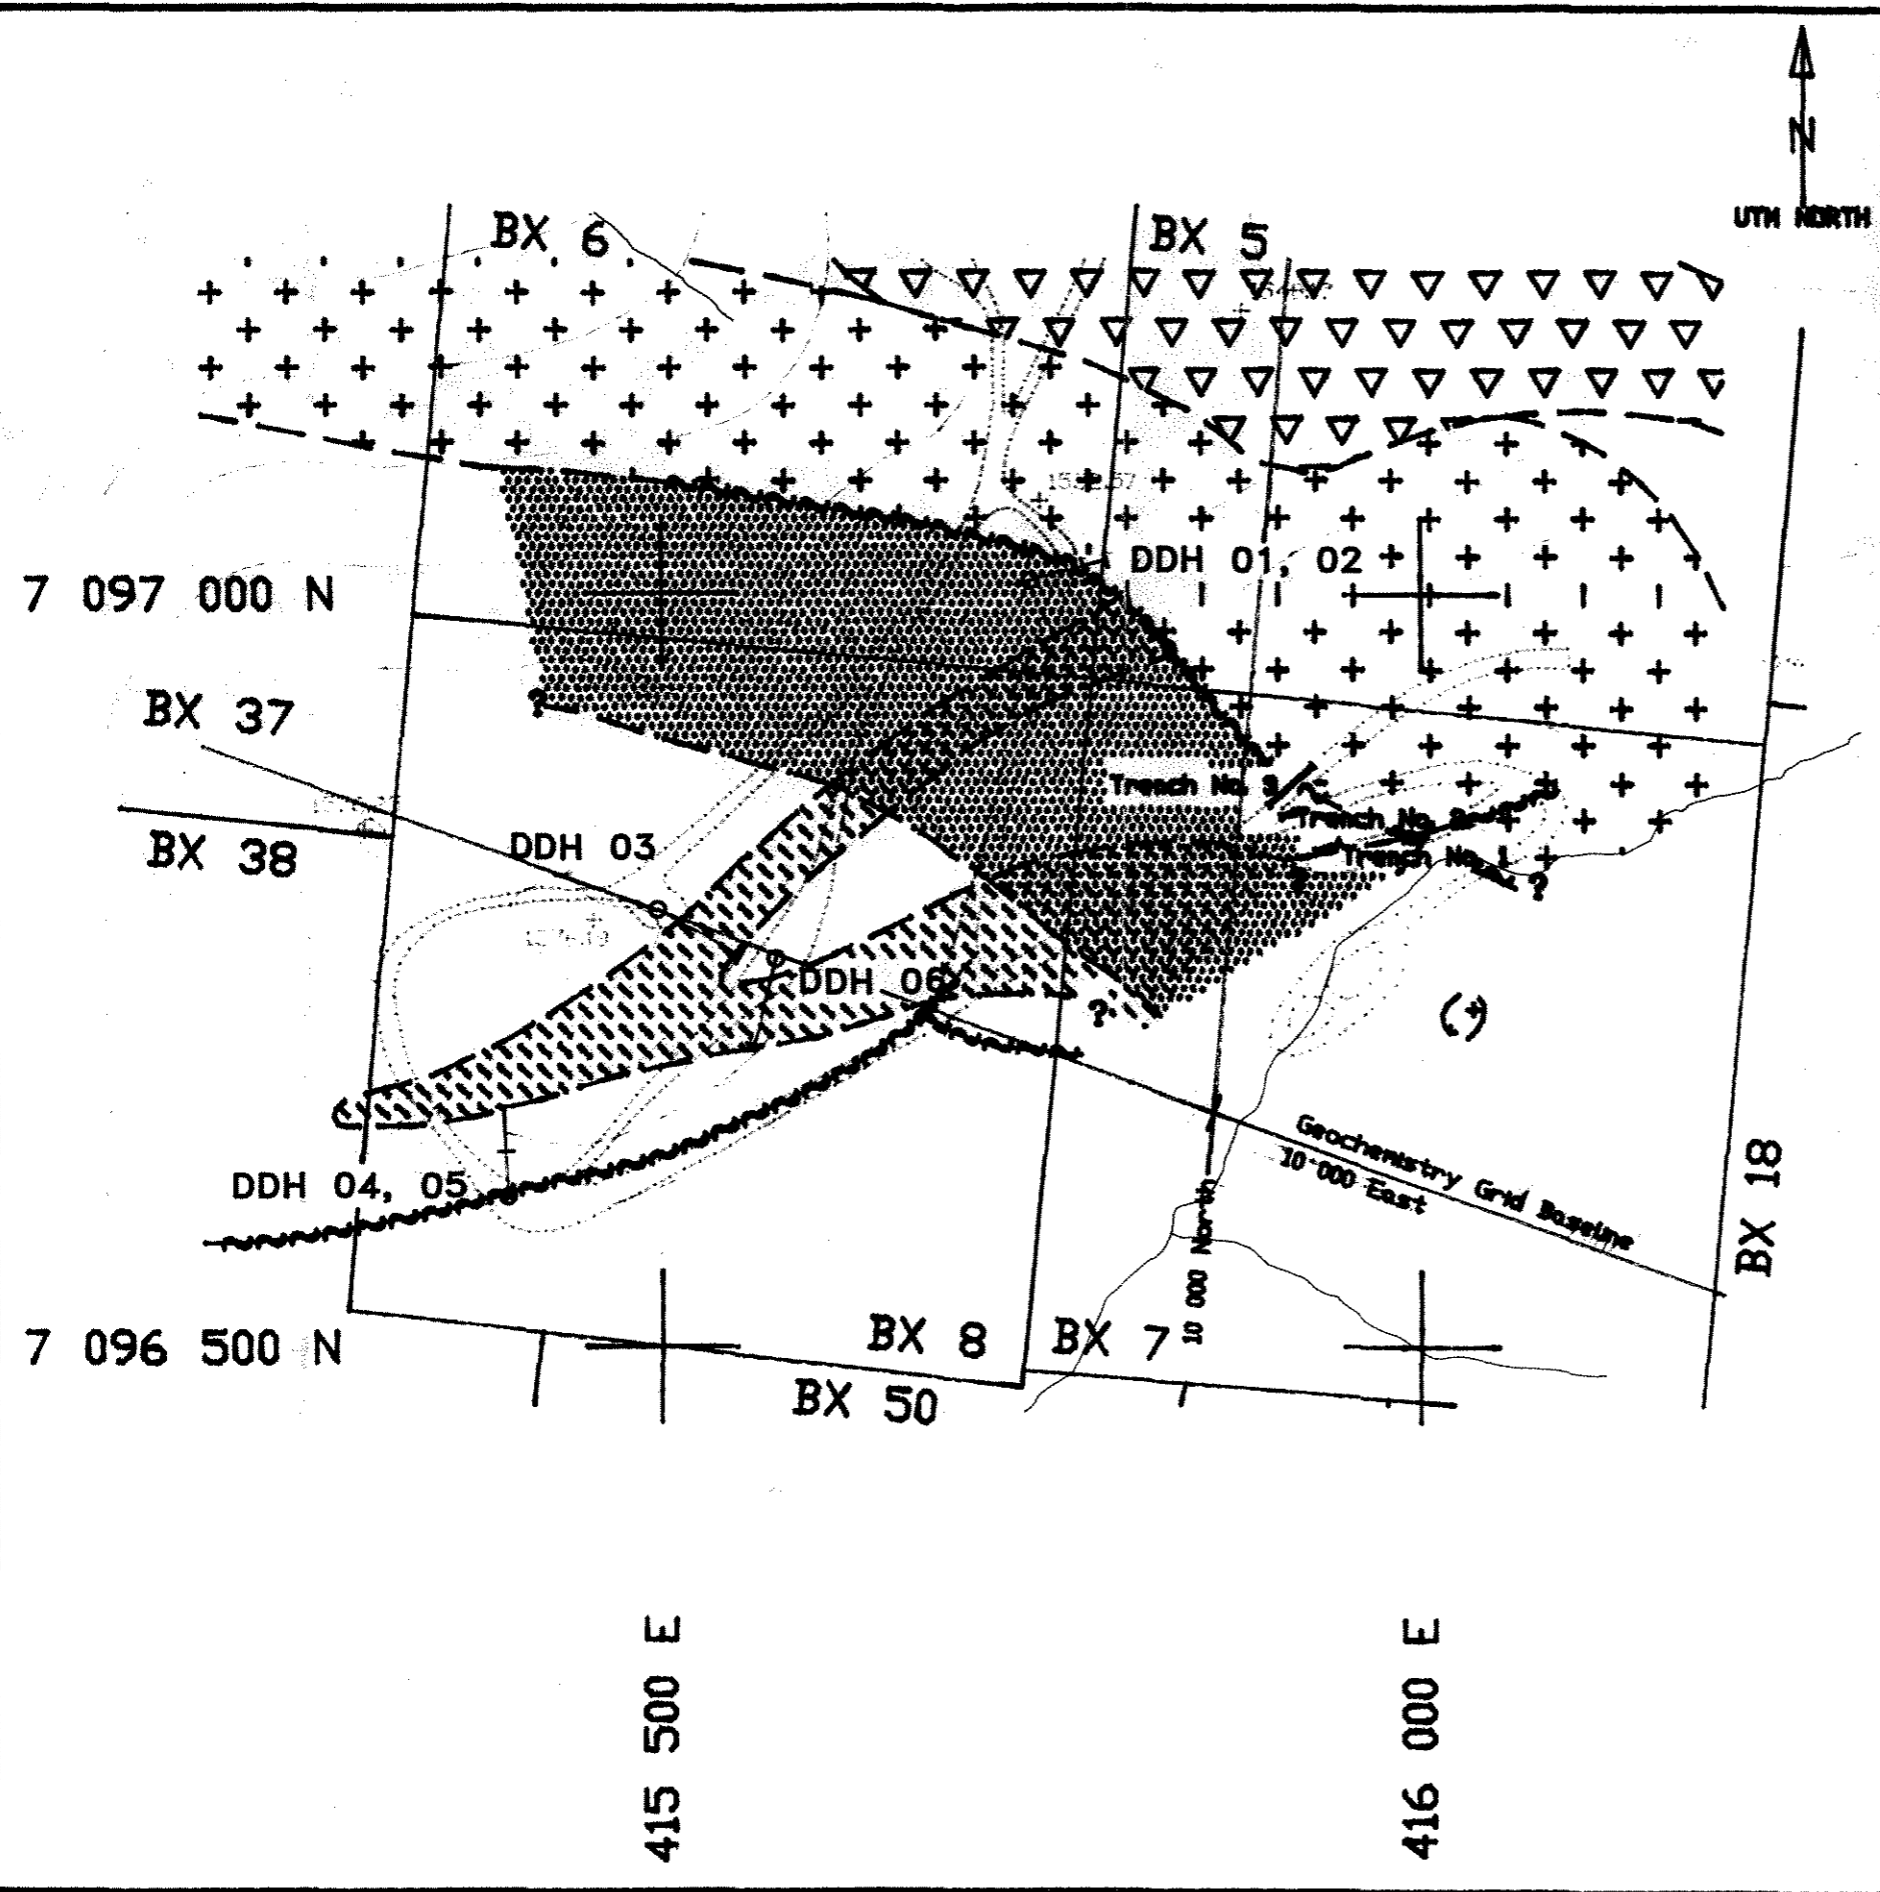 N
UTM NORTH
BX 6
BX 5
DDH 01, 02
7 097 000 N
?
BX 37
Trench No. 3
Trench No. 2
DDH 03
BX 38
Trench No. 1
?
?
DDH 06
?
(+)
Geochemistry Grid Baseline
10+000 East
DDH 04, 05
BX 18
10 000 North
7 096 500 N
BX 8
BX 7
BX 50
415 500 E
416 000 E